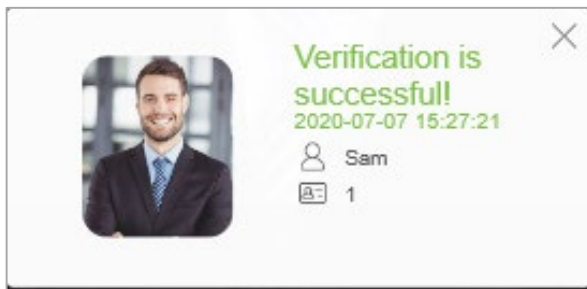 Verification is
successful!
2020-07-07 15:27:21
Sam
1